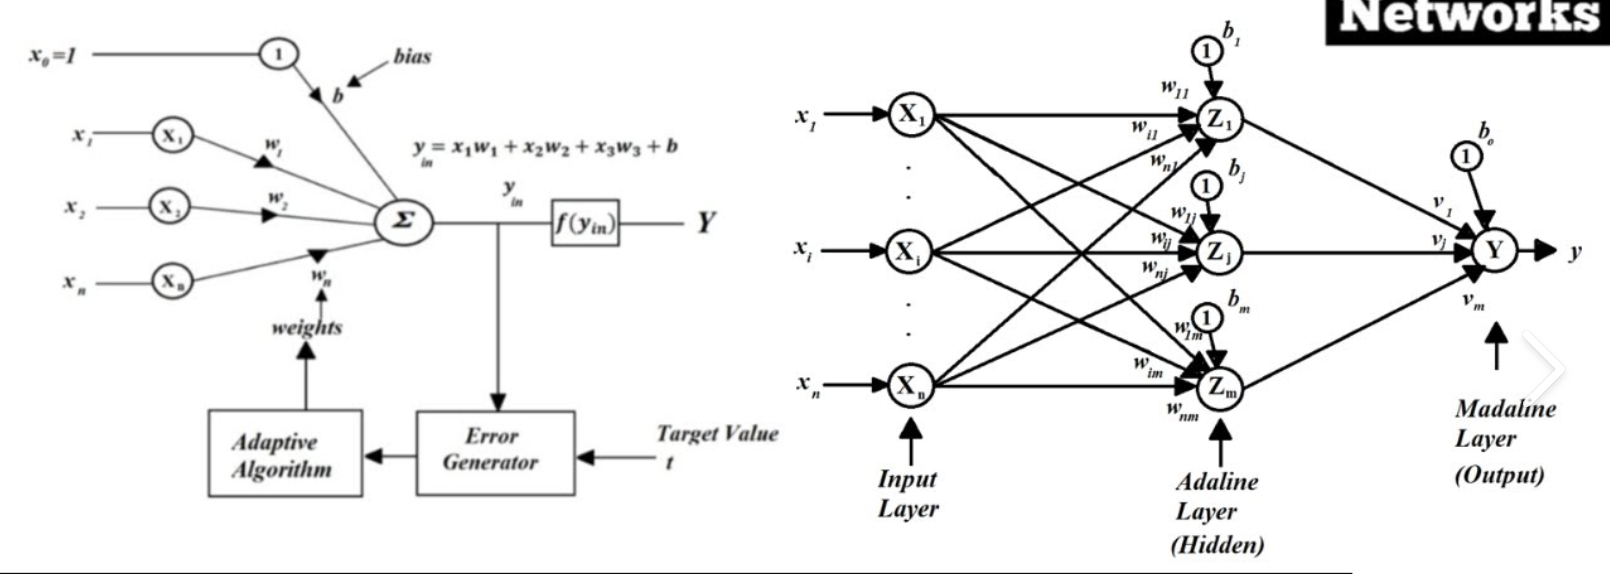 Networks
x₀=1
1
bias
b
x₁
X₁
w₁
y = x₁w₁ + x₂w₂ + x₃w₃ + b
in
x₂
X₂
w₂
Σ
y
in
f(yᵢₙ)
Y
xₙ
Xₙ
wₙ
weights
Adaptive
Algorithm
Error
Generator
Target Value
t
b₁
1
w₁₁
x₁
X₁
Z₁
wᵢ₁
wₙ₁
bⱼ
1
w₁ⱼ
wᵢⱼ
xᵢ
Xᵢ
Zⱼ
wₙⱼ
bₘ
1
w₁ₘ
wᵢₘ
xₙ
Xₙ
Zₘ
wₙₘ
b₀
1
v₁
vⱼ
Y
y
vₘ
Input
Layer
Adaline
Layer
(Hidden)
Madaline
Layer
(Output)